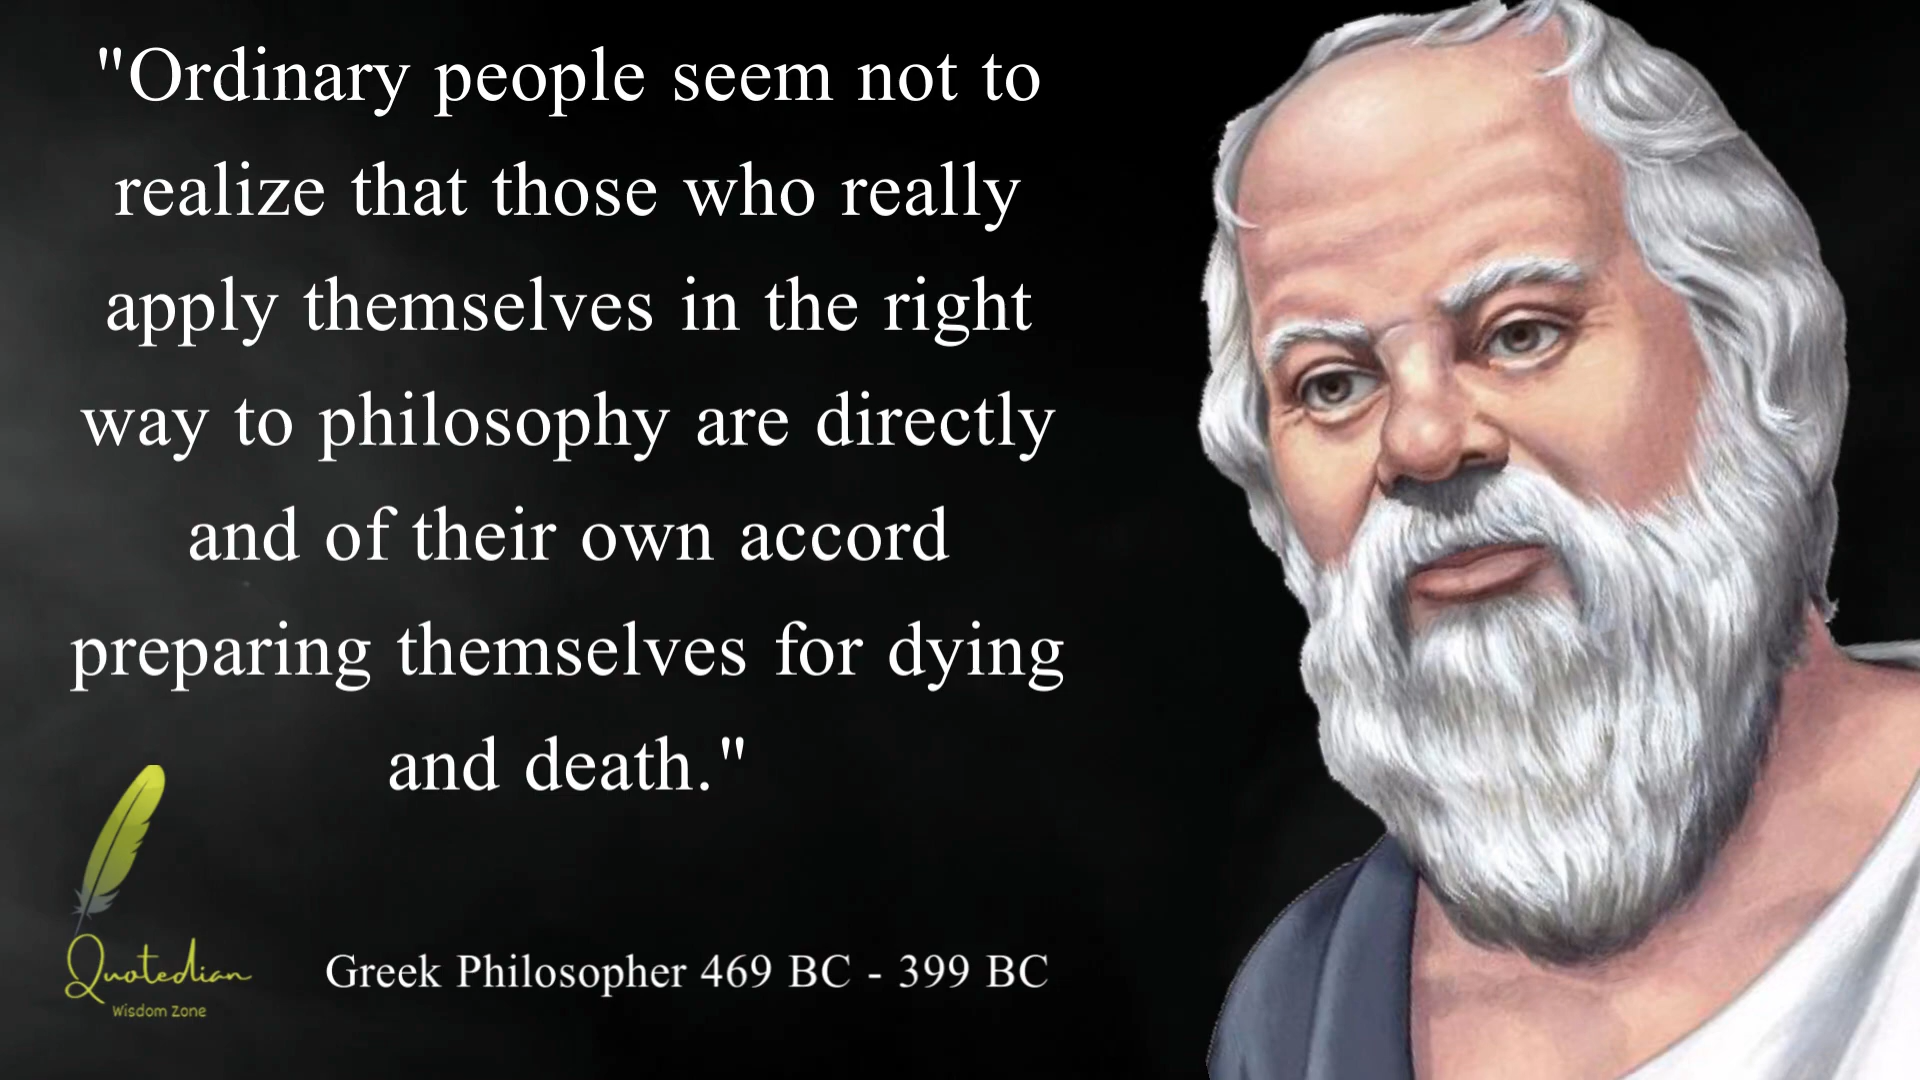 "Ordinary people seem not to
realize that those who really
apply themselves in the right
way to philosophy are directly
and of their own accord
preparing themselves for dying
and death."
Quotedian
Wisdom Zone
Greek Philosopher 469 BC - 399 BC